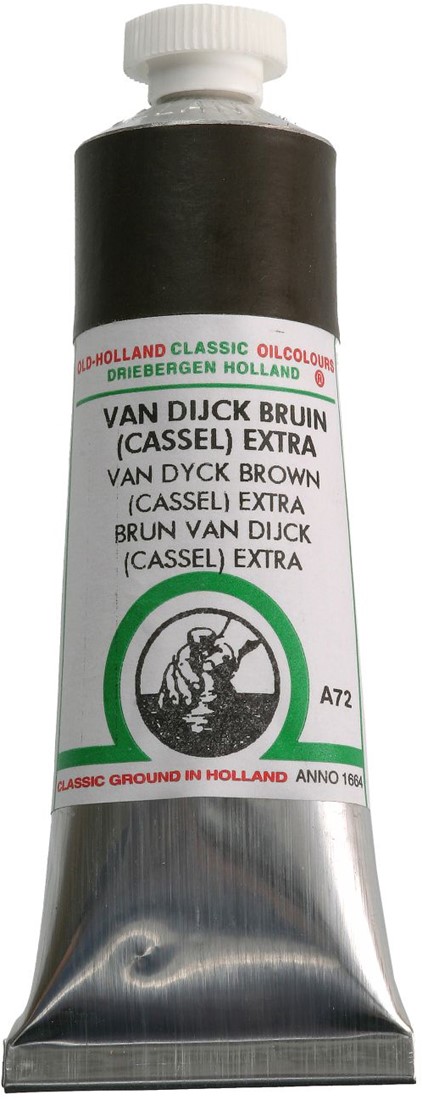 OLD-HOLLAND CLASSIC OILCOLOURS
DRIEBERGEN HOLLAND ®
VAN DIJCK BRUIN
(CASSEL) EXTRA
VAN DYCK BROWN
(CASSEL) EXTRA
BRUN VAN DIJCK
(CASSEL) EXTRA
A72
CLASSIC GROUND IN HOLLAND ANNO 1664